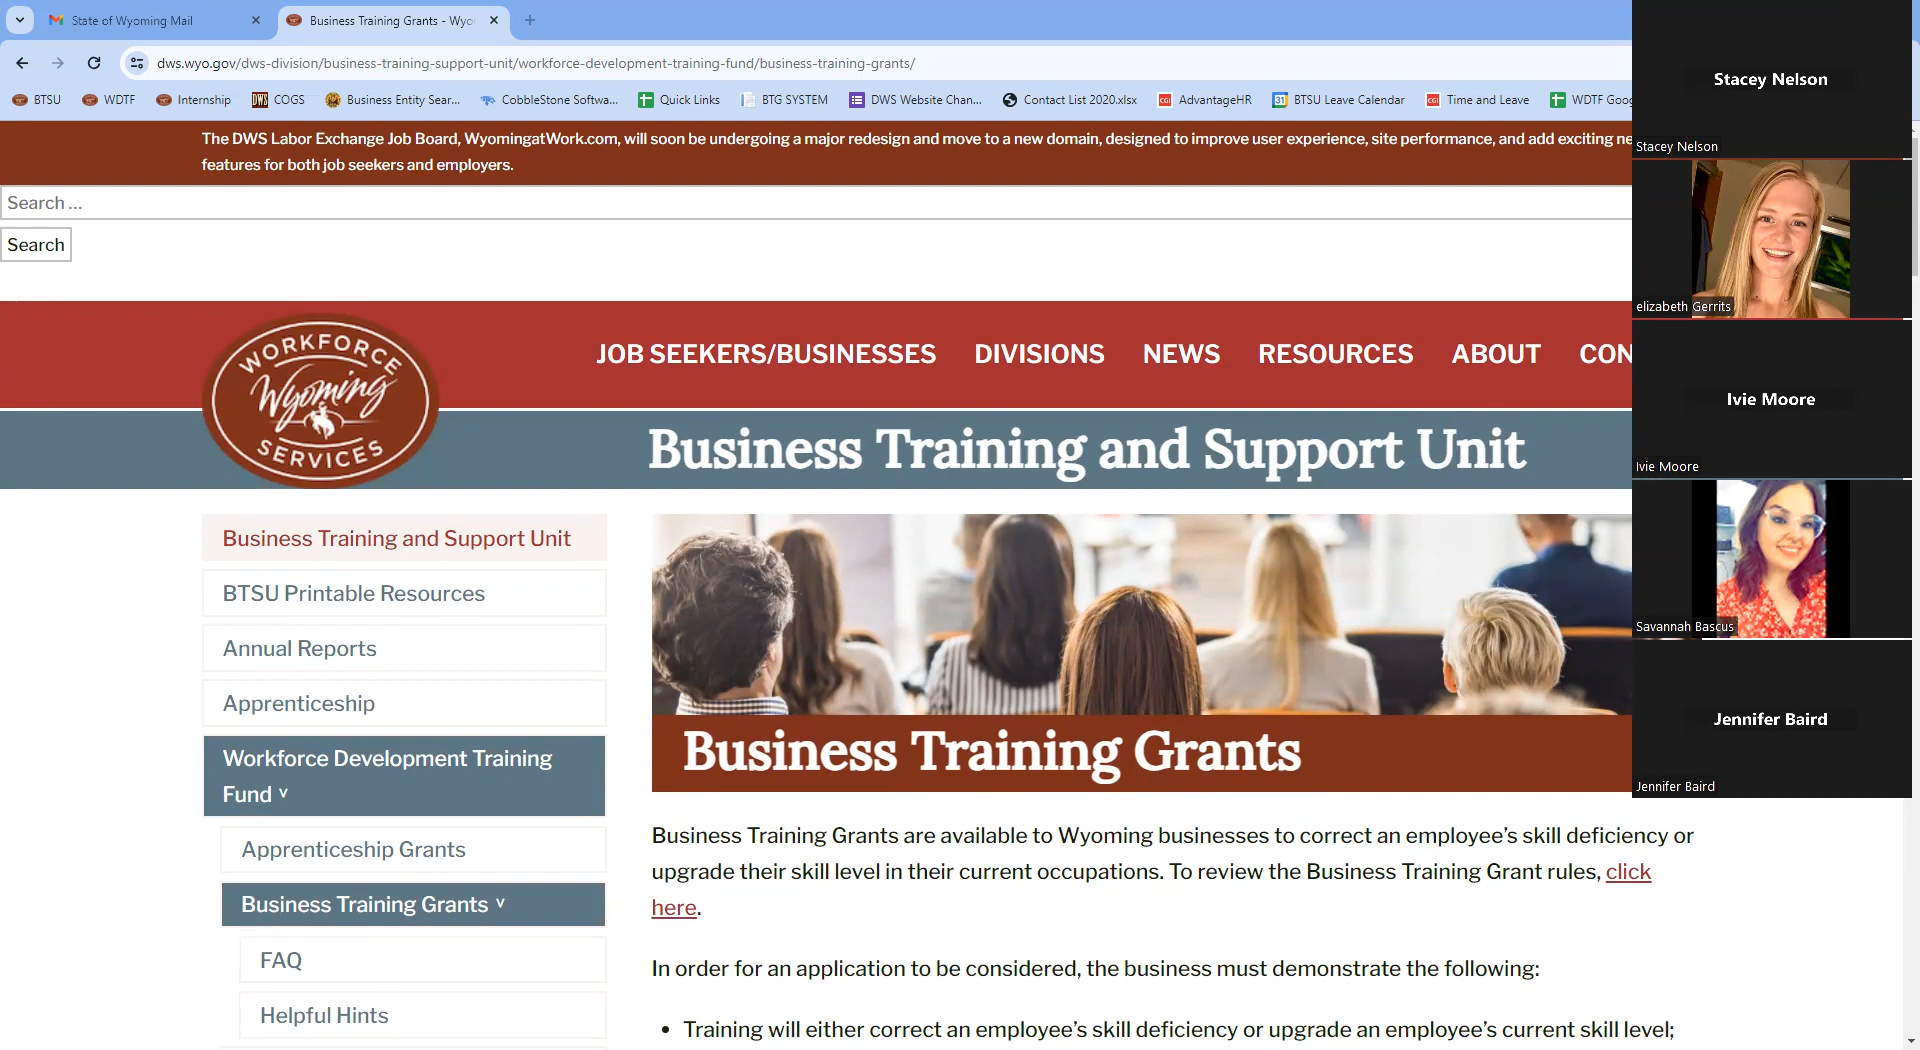 State of Wyoming Mail
Business Training Grants - Wyo
dws.wyo.gov/dws-division/business-training-support-unit/workforce-development-training-fund/business-training-grants/
BTSU
WDTF
Internship
DWS
COGS
Business Entity Sear...
CobbleStone Softwa...
Quick Links
BTG SYSTEM
DWS Website Chan...
Contact List 2020.xlsx
CGI
AdvantageHR
31
BTSU Leave Calendar
CGI
Time and Leave
WDTF Goo
The DWS Labor Exchange Job Board, WyomingatWork.com, will soon be undergoing a major redesign and move to a new domain, designed to improve user experience, site performance, and add exciting ne
features for both job seekers and employers.
Search ...
Search
WORKFORCE
Wyoming
SERVICES
JOB SEEKERS/BUSINESSES
DIVISIONS
NEWS
RESOURCES
ABOUT
CON
Business Training and Support Unit
Business Training and Support Unit
BTSU Printable Resources
Annual Reports
Apprenticeship
Workforce Development Training
Fund
Apprenticeship Grants
Business Training Grants
FAQ
Helpful Hints
Business Training Grants
Business Training Grants are available to Wyoming businesses to correct an employee's skill deficiency or
upgrade their skill level in their current occupations. To review the Business Training Grant rules, click
here.
In order for an application to be considered, the business must demonstrate the following:
• Training will either correct an employee's skill deficiency or upgrade an employee's current skill level;
Stacey Nelson
Stacey Nelson
elizabeth Gerrits
Ivie Moore
Ivie Moore
Savannah Bascus
Jennifer Baird
Jennifer Baird